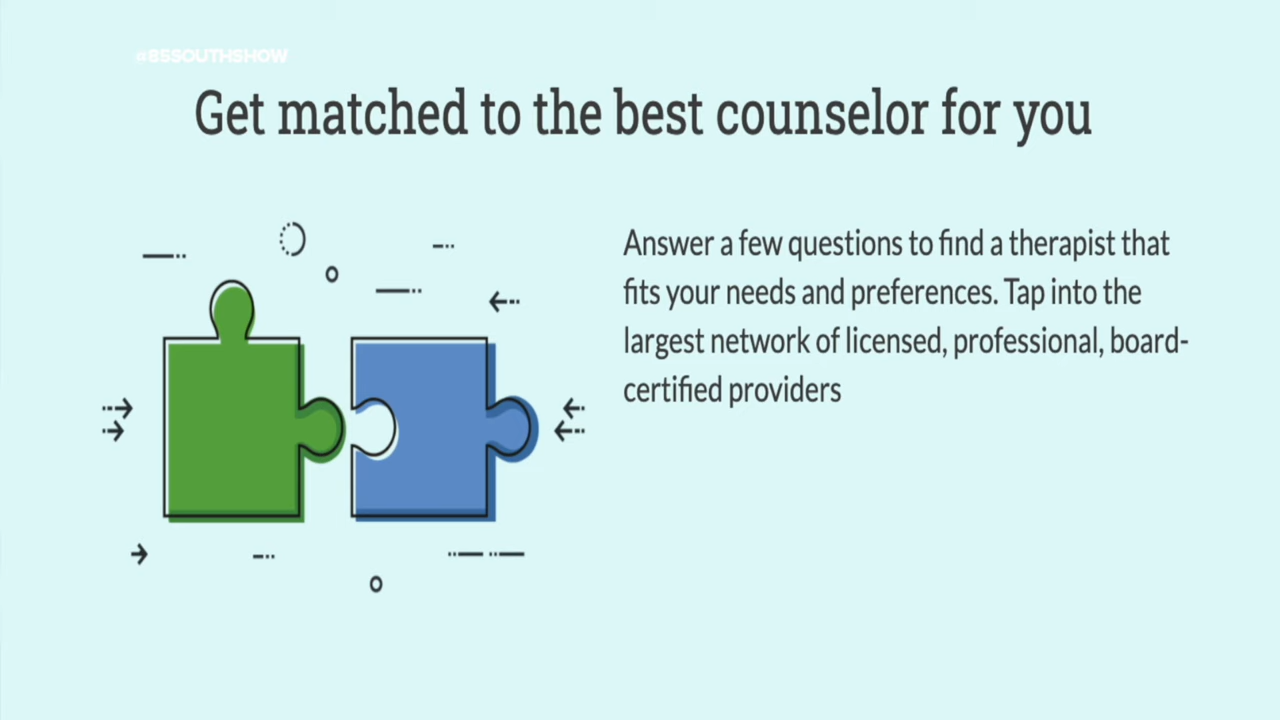 #85SOUTHSHOW
Get matched to the best counselor for you
Answer a few questions to find a therapist that
fits your needs and preferences. Tap into the
largest network of licensed, professional, board-
certified providers